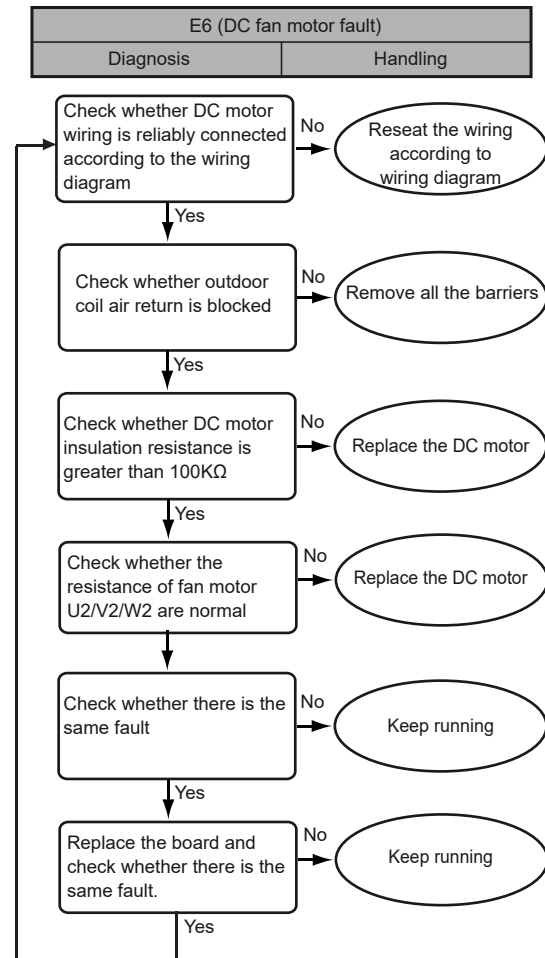 E6 (DC fan motor fault)
Diagnosis
Handling
Check whether DC motor
wiring is reliably connected
according to the wiring
diagram
No
Reseat the wiring
according to
wiring diagram
Yes
Check whether outdoor
coil air return is blocked
No
Remove all the barriers
Yes
Check whether DC motor
insulation resistance is
greater than 100KΩ
No
Replace the DC motor
Yes
Check whether the
resistance of fan motor
U2/V2/W2 are normal
No
Replace the DC motor
Check whether there is the
same fault
No
Keep running
Yes
Replace the board and
check whether there is the
same fault.
No
Keep running
Yes